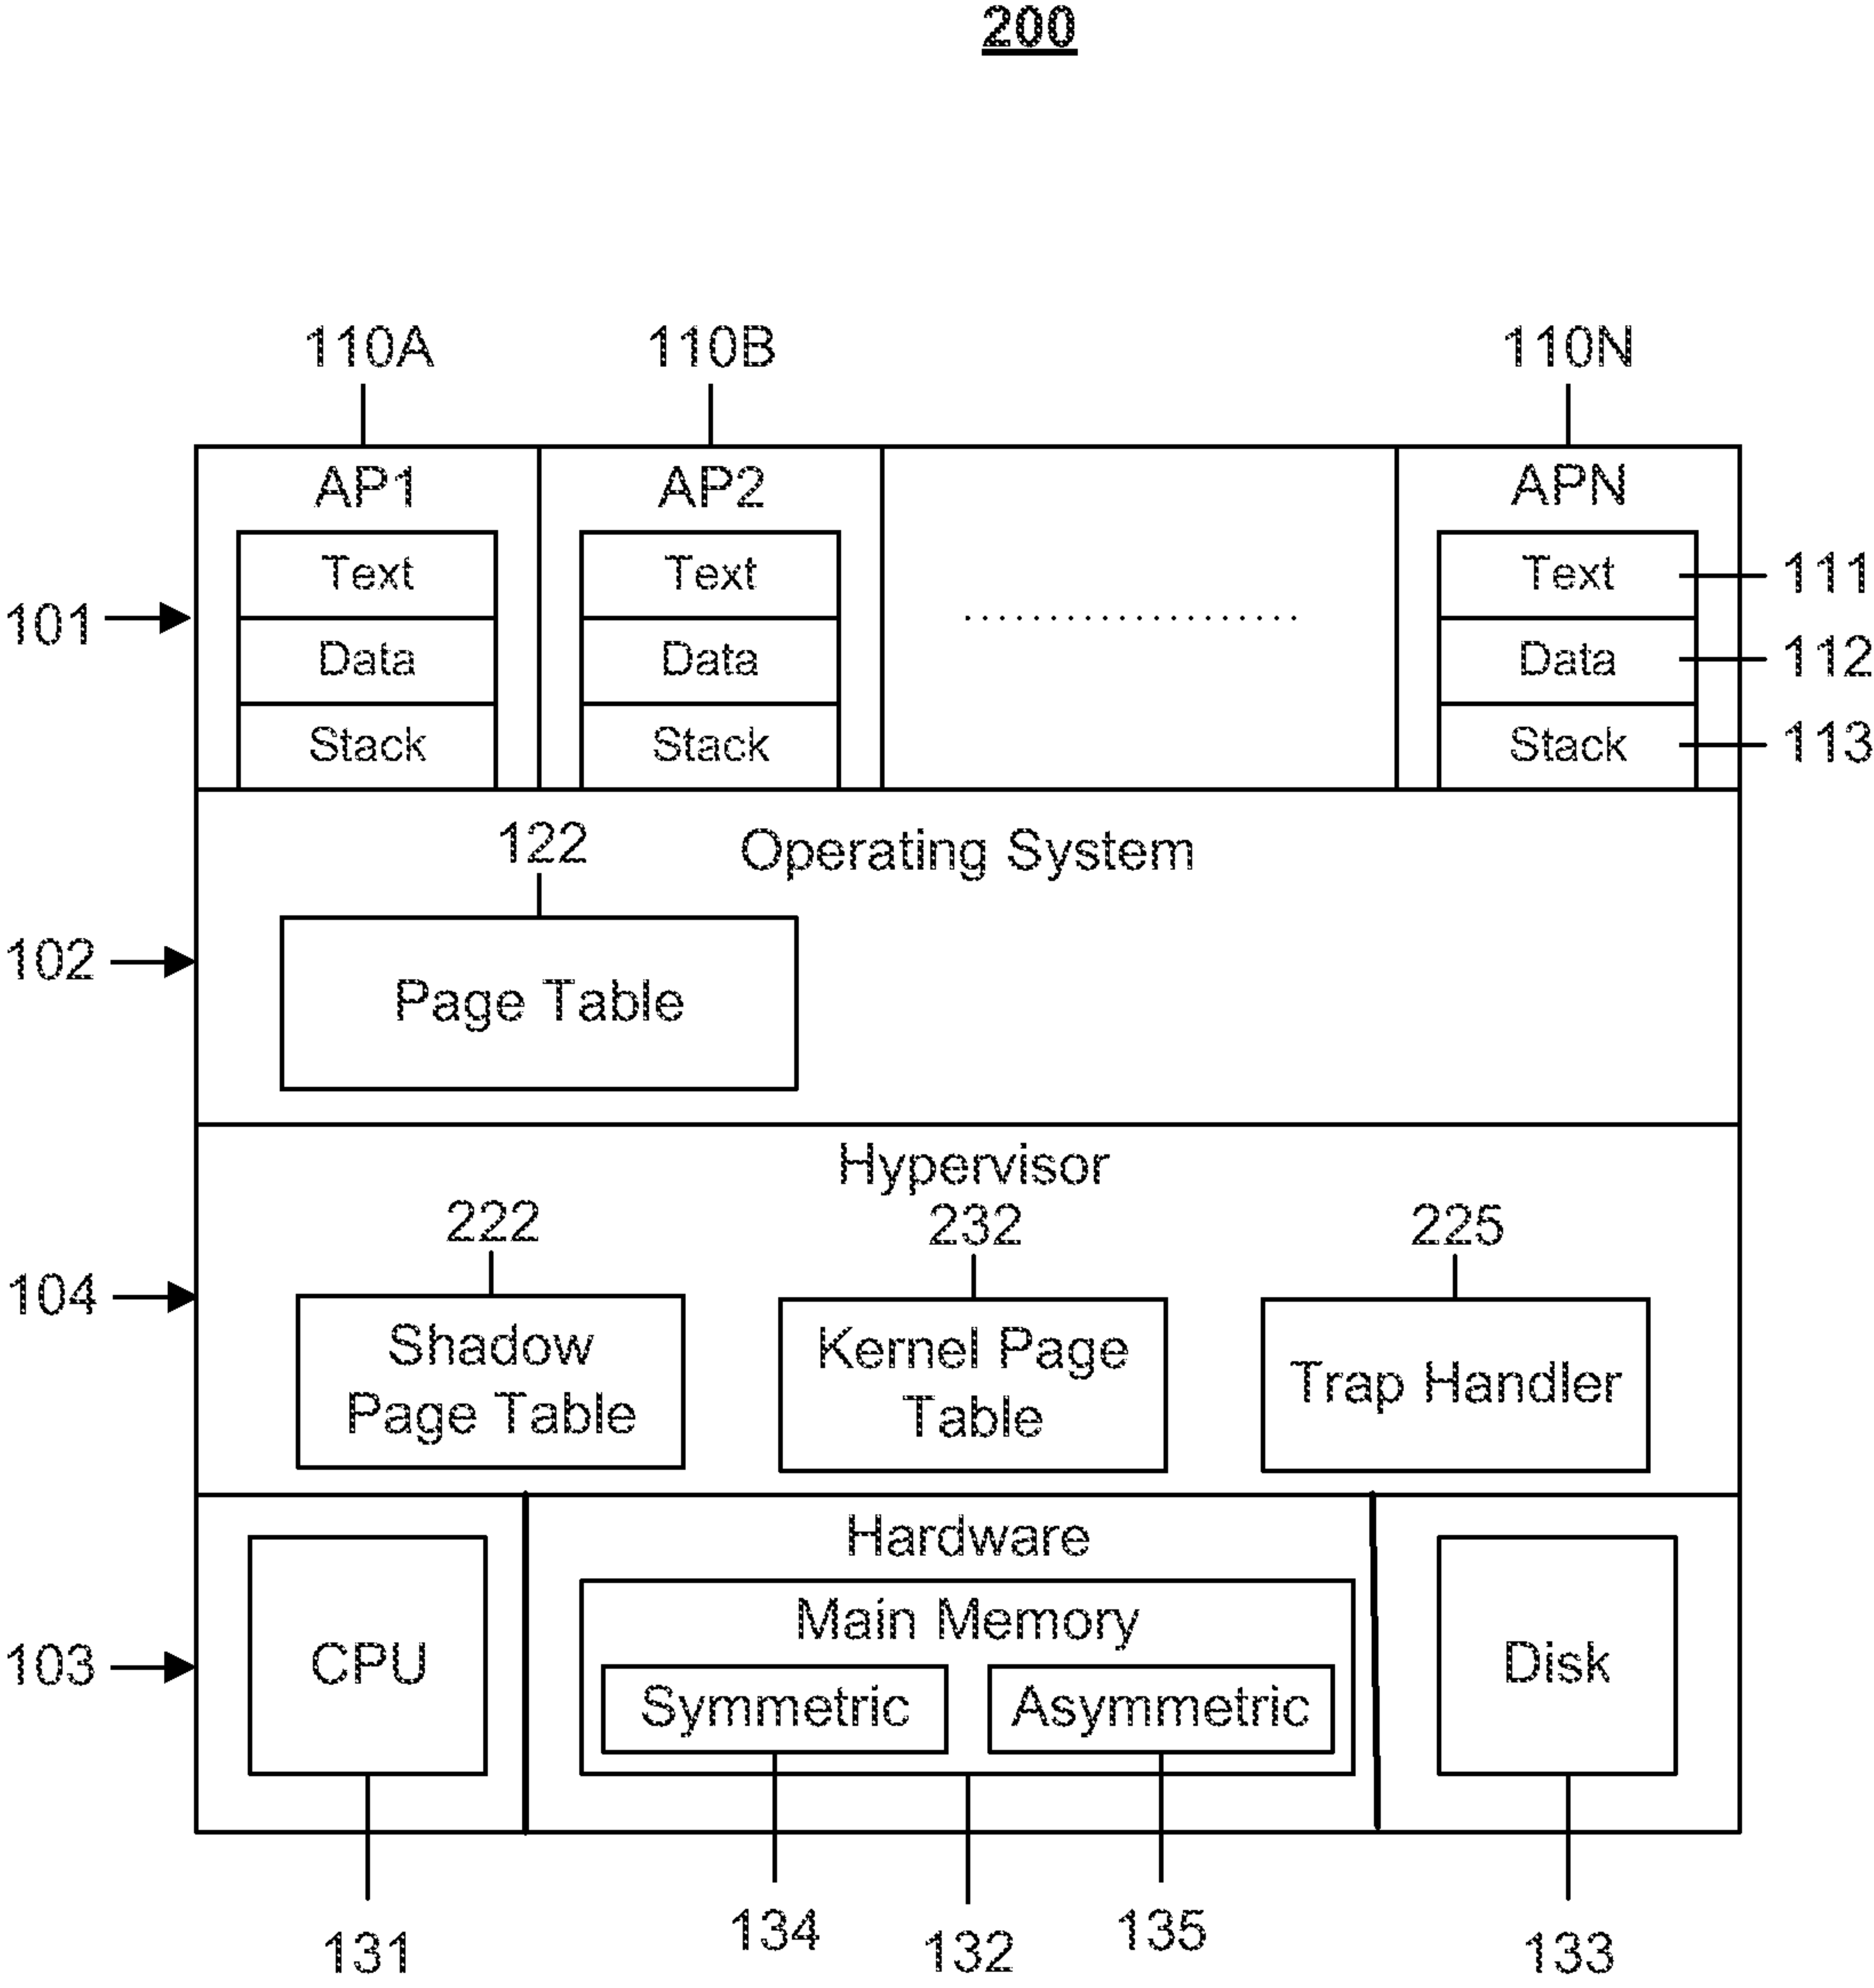 200
110A 110B 110N
AP1 AP2 APN
Text Text Text 111
101 ....................
Data Data Data 112
Stack Stack Stack 113
122 Operating System
102 Page Table
Hypervisor
222 232 225
104
Shadow Page Table
Kernel Page Table
Trap Handler
Hardware
Main Memory
103 CPU Disk
Symmetric Asymmetric
131 134 132 135 133